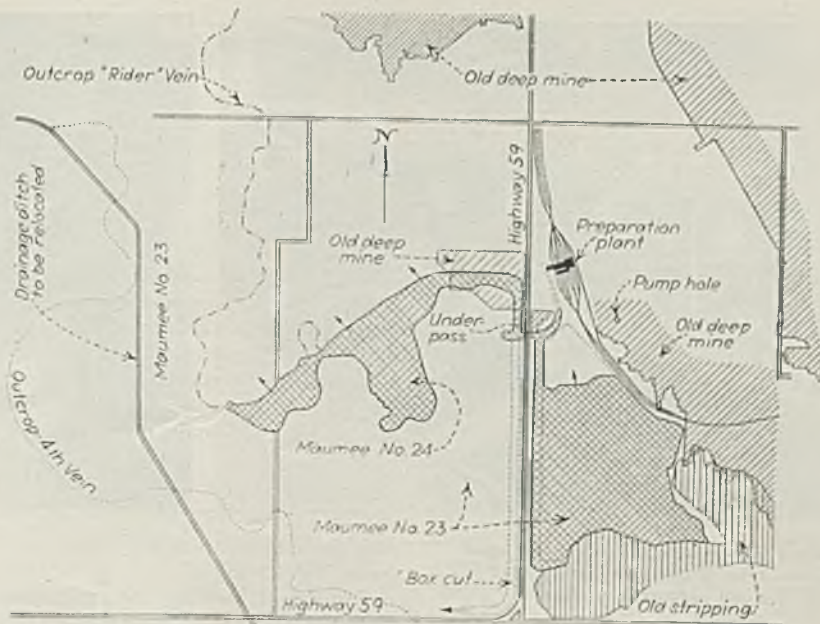 Outcrop "Rider" Vein
Old deep mine
N
Highway 59
Drainage ditch
to be relocated
Maumee No. 23
Old deep
mine
Preparation
plant
Pump hole
Under-
pass
Old deep
mine
Outcrop 4th Vein
Maumee No. 24
Maumee No. 23
Box cut
Highway 59
Old stripping